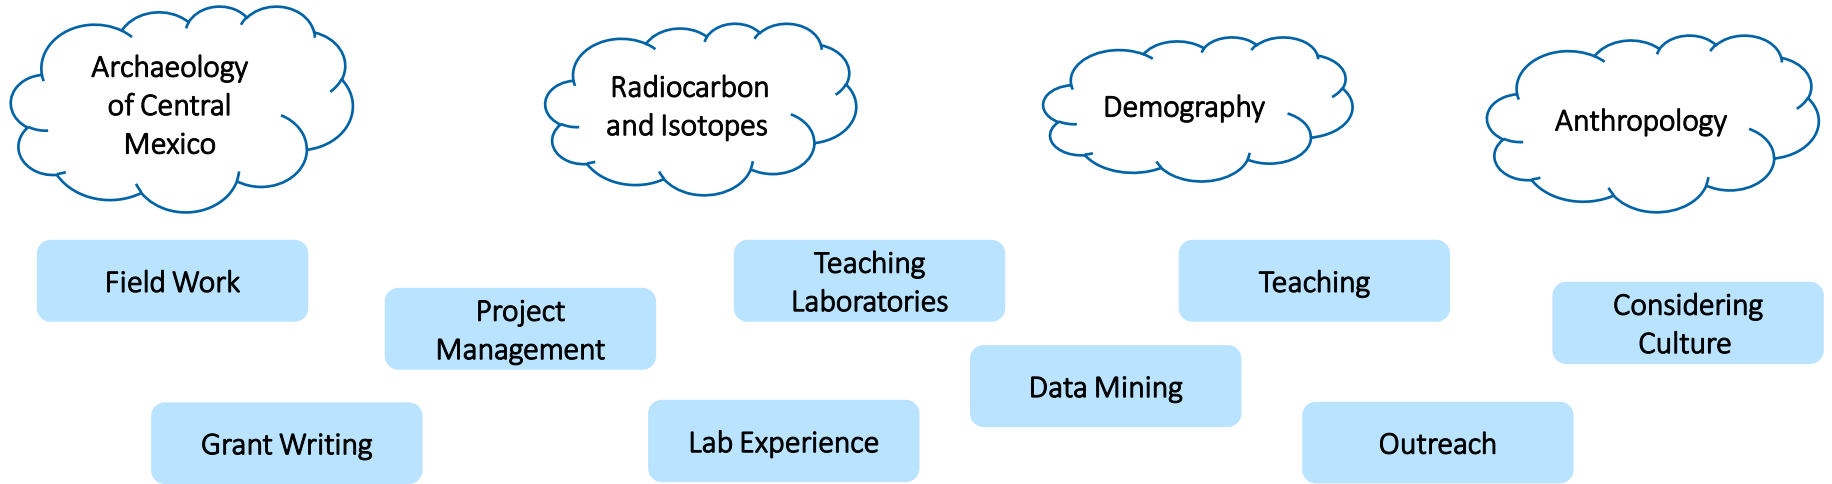 Archaeology
of Central
Mexico
Radiocarbon
and Isotopes
Demography
Anthropology
Field Work
Project
Management
Teaching
Laboratories
Teaching
Considering
Culture
Data Mining
Grant Writing
Lab Experience
Outreach